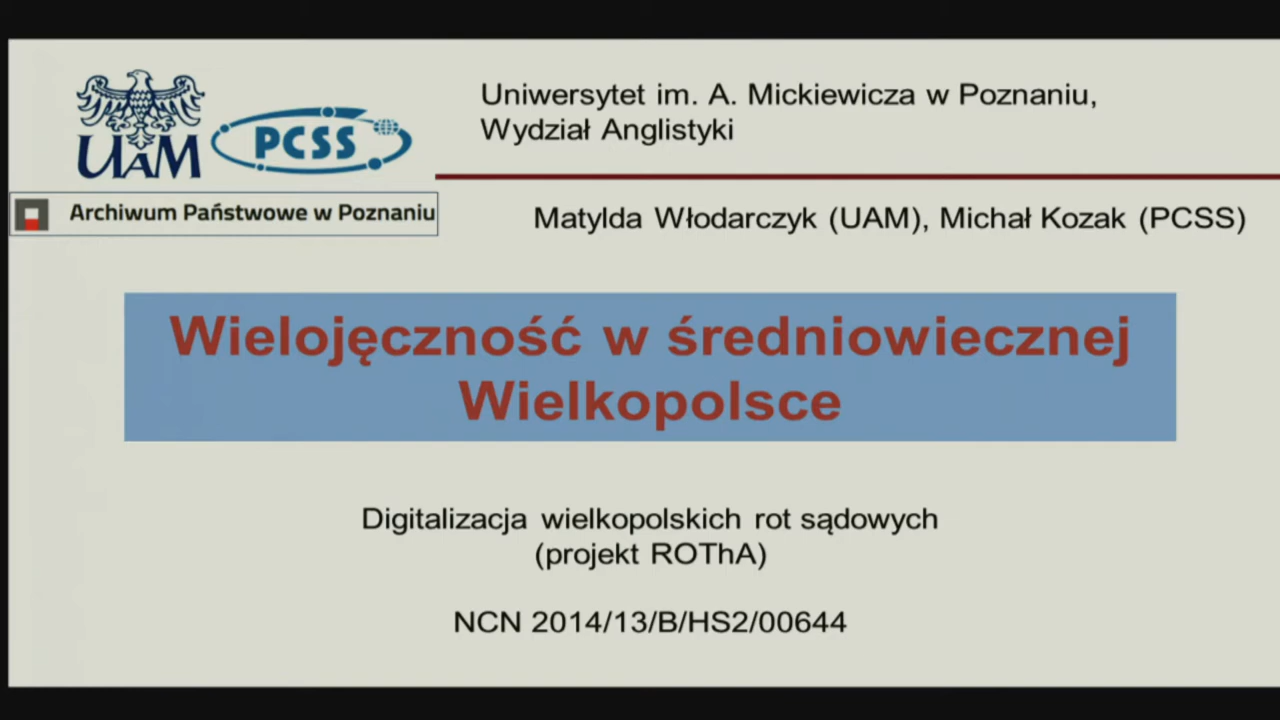 UAM
PCSS
Archiwum Państwowe w Poznaniu
Uniwersytet im. A. Mickiewicza w Poznaniu,
Wydział Anglistyki
Matylda Włodarczyk (UAM), Michał Kozak (PCSS)
Wielojęczność w średniowiecznej
Wielkopolsce
Digitalizacja wielkopolskich rot sądowych
(projekt ROThA)
NCN 2014/13/B/HS2/00644